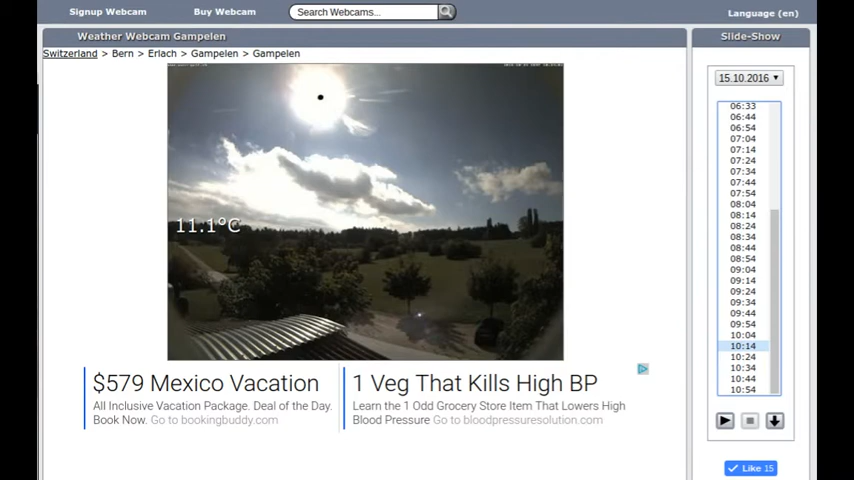 Signup Webcam
Buy Webcam
Search Webcams...
Language (en)
Weather Webcam Gampelen
Slide-Show
Switzerland > Bern > Erlach > Gampelen > Gampelen
15.10.2016
06:33
06:44
06:54
07:04
07:14
07:24
07:34
07:44
07:54
08:04
08:14
08:24
08:34
08:44
08:54
09:04
09:14
09:24
09:34
09:44
09:54
10:04
10:14
10:24
10:34
10:44
10:54
11.1°C
$579 Mexico Vacation
All Inclusive Vacation Package. Deal of the Day.
Book Now. Go to bookingbuddy.com
1 Veg That Kills High BP
Learn the 1 Odd Grocery Store Item That Lowers High
Blood Pressure Go to bloodpressuresolution.com
Like 15